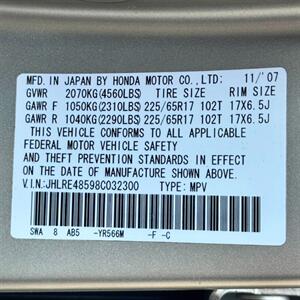 MFD. IN JAPAN BY HONDA MOTOR CO., LTD: 11/'07
GVWR 2070KG(4560LBS) TIRE SIZE RIM SIZE
GAWR F 1050KG(2310LBS) 225/65R17 102T 17X6.5J
GAWR R 1040KG(2290LBS) 225/65R17 102T 17X6.5J
THIS VEHICLE CONFORMS TO ALL APPLICABLE
FEDERAL MOTOR VEHICLE SAFETY
AND THEFT PREVENTION STANDARDS IN EFFECT
ON THE DATE OF MANUFACTURE SHOWN ABOVE.
V.I.N:JHLRE48598C032300 TYPE: MPV
SWA 8 AB5 -YR566M -F -C